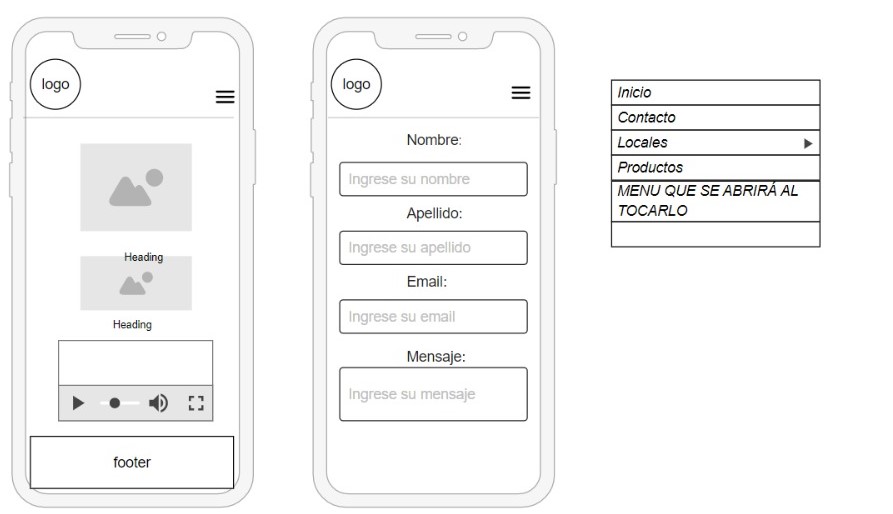 logo
Heading
Heading
footer
logo
Nombre:
Ingrese su nombre
Apellido:
Ingrese su apellido
Email:
Ingrese su email
Mensaje:
Ingrese su mensaje
Inicio
Contacto
Locales
Productos
MENU QUE SE ABRIRÁ AL
TOCARLO